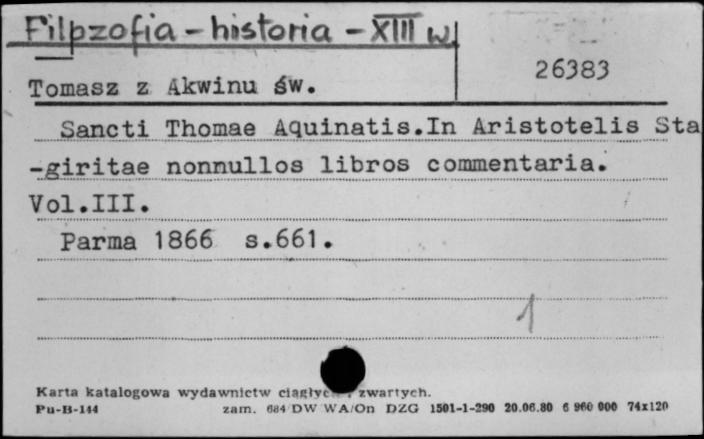 Filozofia - historia - XIII w
26383
Tomasz z Akwinu św.
Sancti Thomae Aquinatis.In Aristotelis Sta
-giritae nonnullos libros commentaria.
Vol.III.
Parma 1866 s.661.
1
Karta katalogowa wydawnictw ciągłych i zwartych.
Pu-B-144 zam. 684/DW WA/On DZG 1501-1-290 20.06.80 6 960 000 74x120